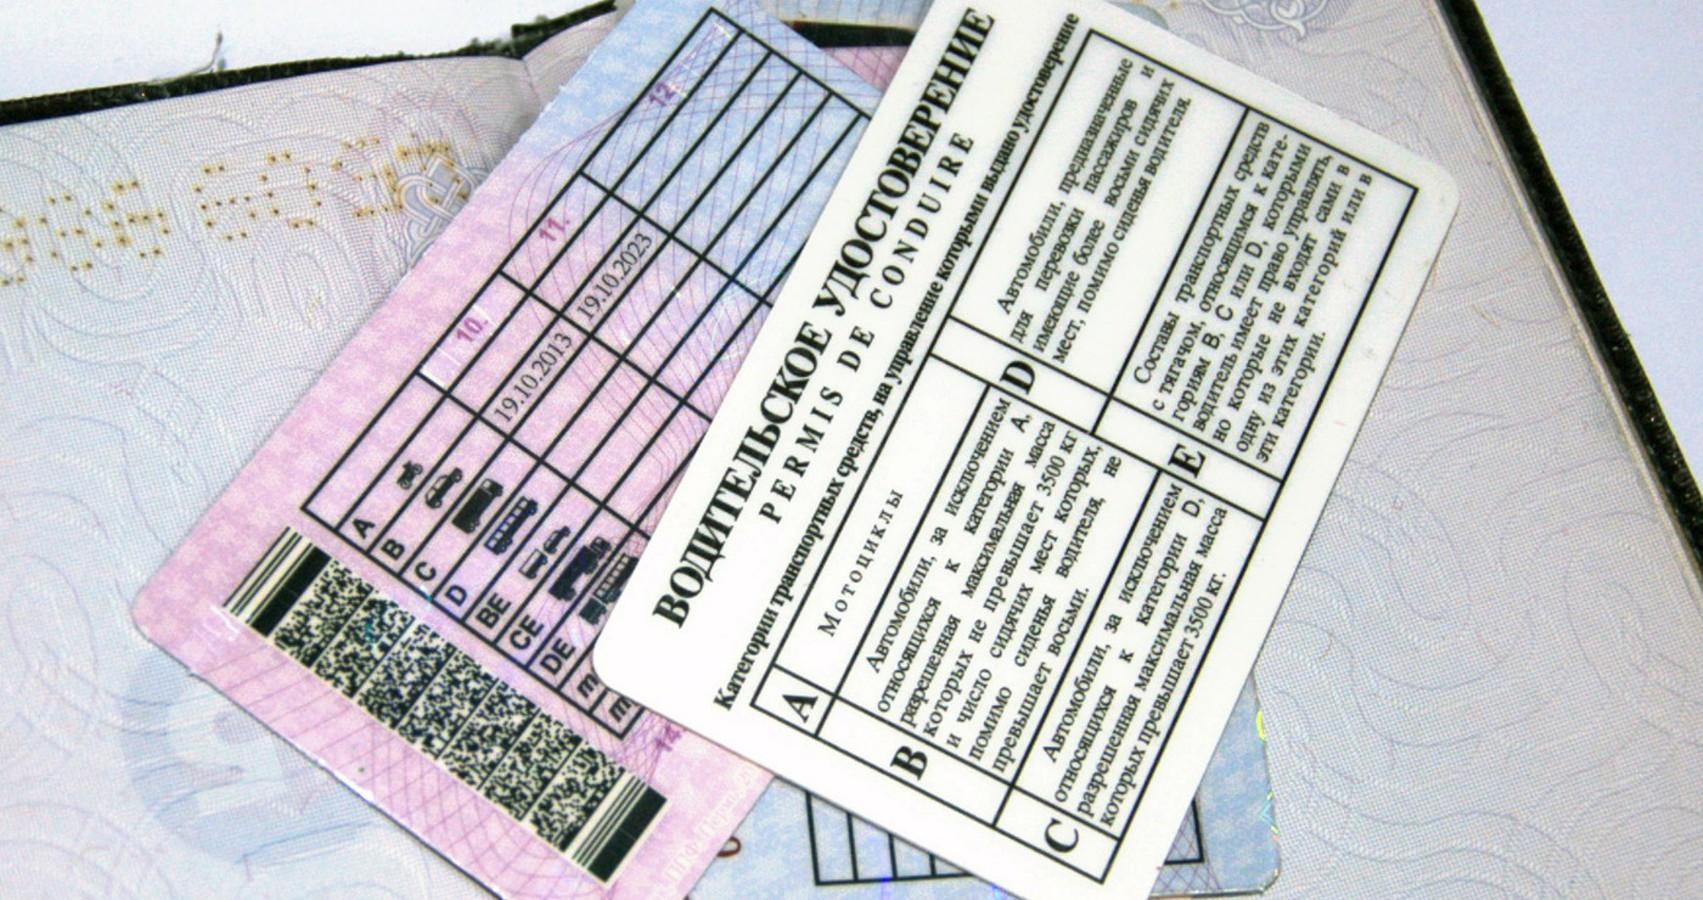 12.
11.
10.
19.10.2013 19.10.2023
A
B
C
D
BE
CE
DE
14.
ВОДИТЕЛЬСКОЕ УДОСТОВЕРЕНИЕ
PERMIS DE CONDUIRE
Категории транспортных средств, на управление которыми выдано удостоверение
A
Мотоциклы
B
Автомобили, за исключением
относящихся к категории A,
разрешенная максимальная масса
которых не превышает 3500 кг
и число сидячих мест которых,
помимо сиденья водителя, не
превышает восьми.
C
Автомобили, за исключением
относящихся к категории D,
разрешенная максимальная масса
которых превышает 3500 кг.
D
Автомобили, предназначенные
для перевозки пассажиров и
имеющие более восьми сидячих
мест, помимо сиденья водителя.
E
Составы транспортных средств
с тягачом, относящимся к кате-
гориям B, C или D, которыми
водитель имеет право управлять,
но которые не входят сами в
одну из этих категорий или в
эти категории.